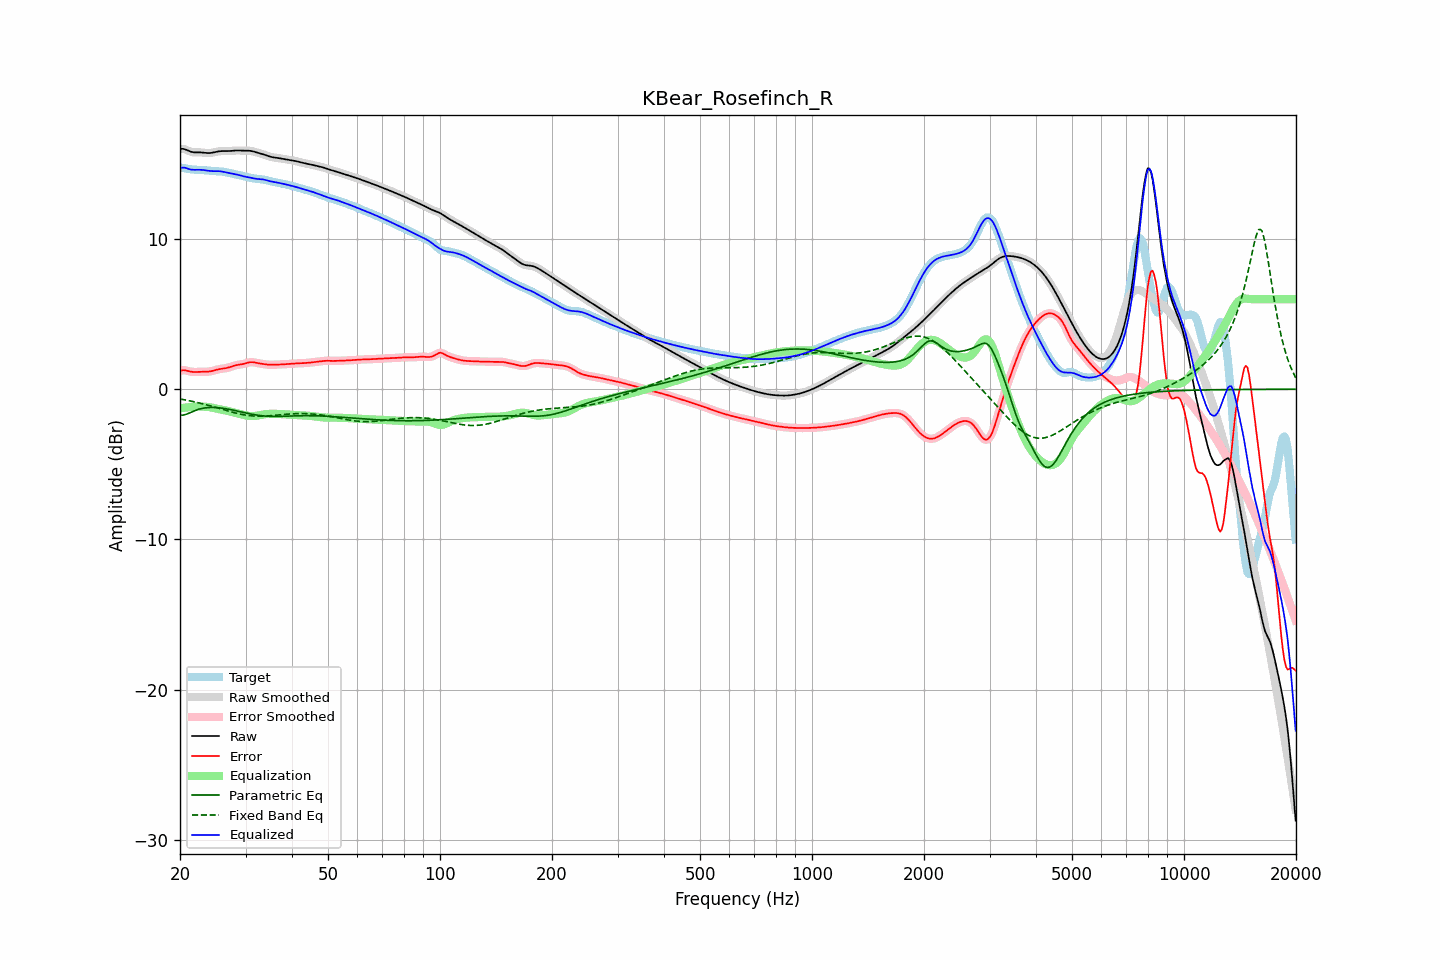 KBear_Rosefinch_R
Amplitude (dBr)
10
0
−10
−20
−30
Target
Raw Smoothed
Error Smoothed
Raw
Error
Equalization
Parametric Eq
Fixed Band Eq
Equalized
20 50 100 200 500 1000 2000 5000 10000 20000
Frequency (Hz)